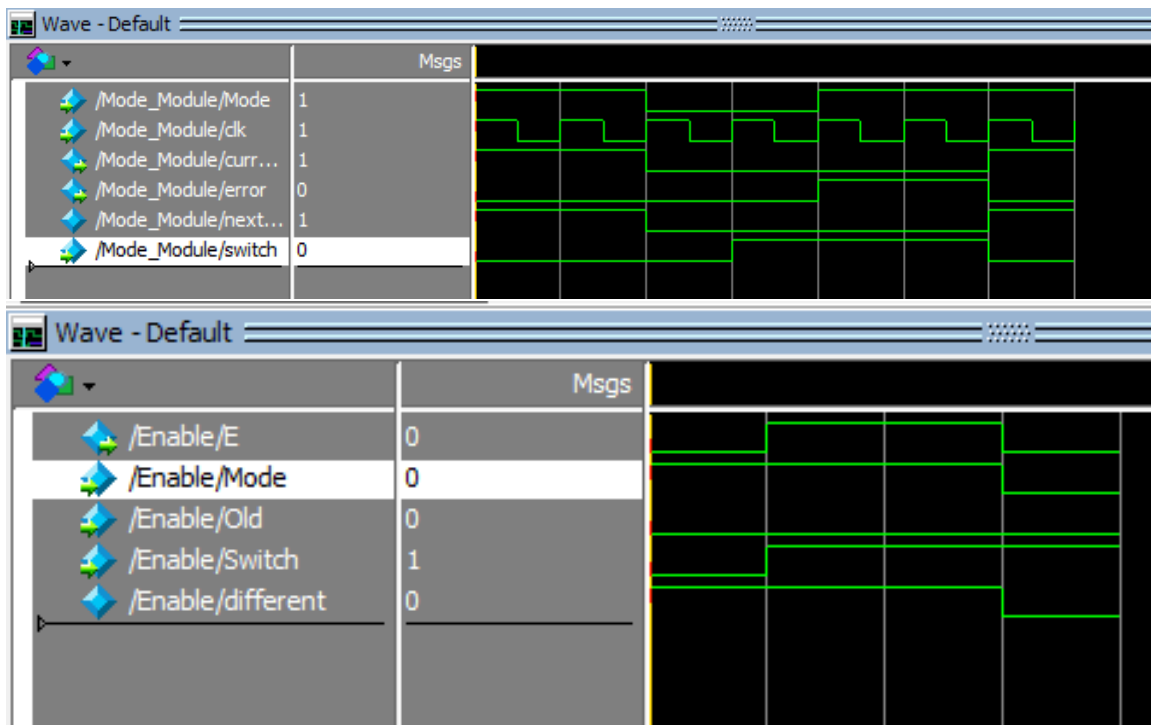 Wave - Default
Msgs
/Mode_Module/Mode 1
/Mode_Module/clk 1
/Mode_Module/curr... 1
/Mode_Module/error 0
/Mode_Module/next... 1
/Mode_Module/switch 0
Wave - Default
Msgs
/Enable/E 0
/Enable/Mode 0
/Enable/Old 0
/Enable/Switch 1
/Enable/different 0